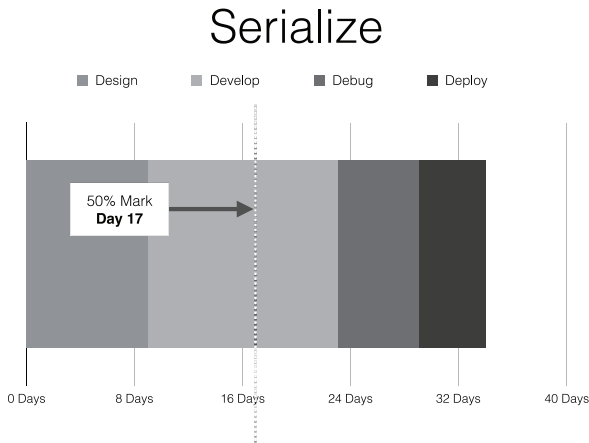 Serialize
Design Develop Debug Deploy
50% Mark
Day 17
0 Days 8 Days 16 Days 24 Days 32 Days 40 Days